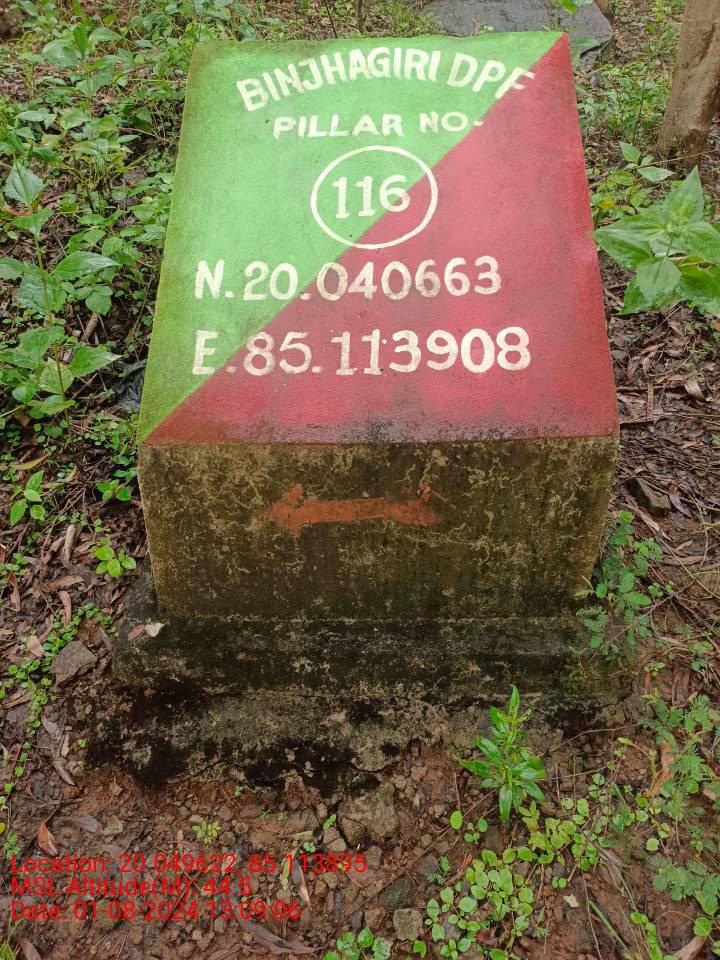 BINJHAGIRI DPF
PILLAR NO-
116
N.20.040663
E.85.113908
Location: 20.049622, 85.113895
MSL Altitude(M): 44.5
Date: 01-08-2024 13:09:06